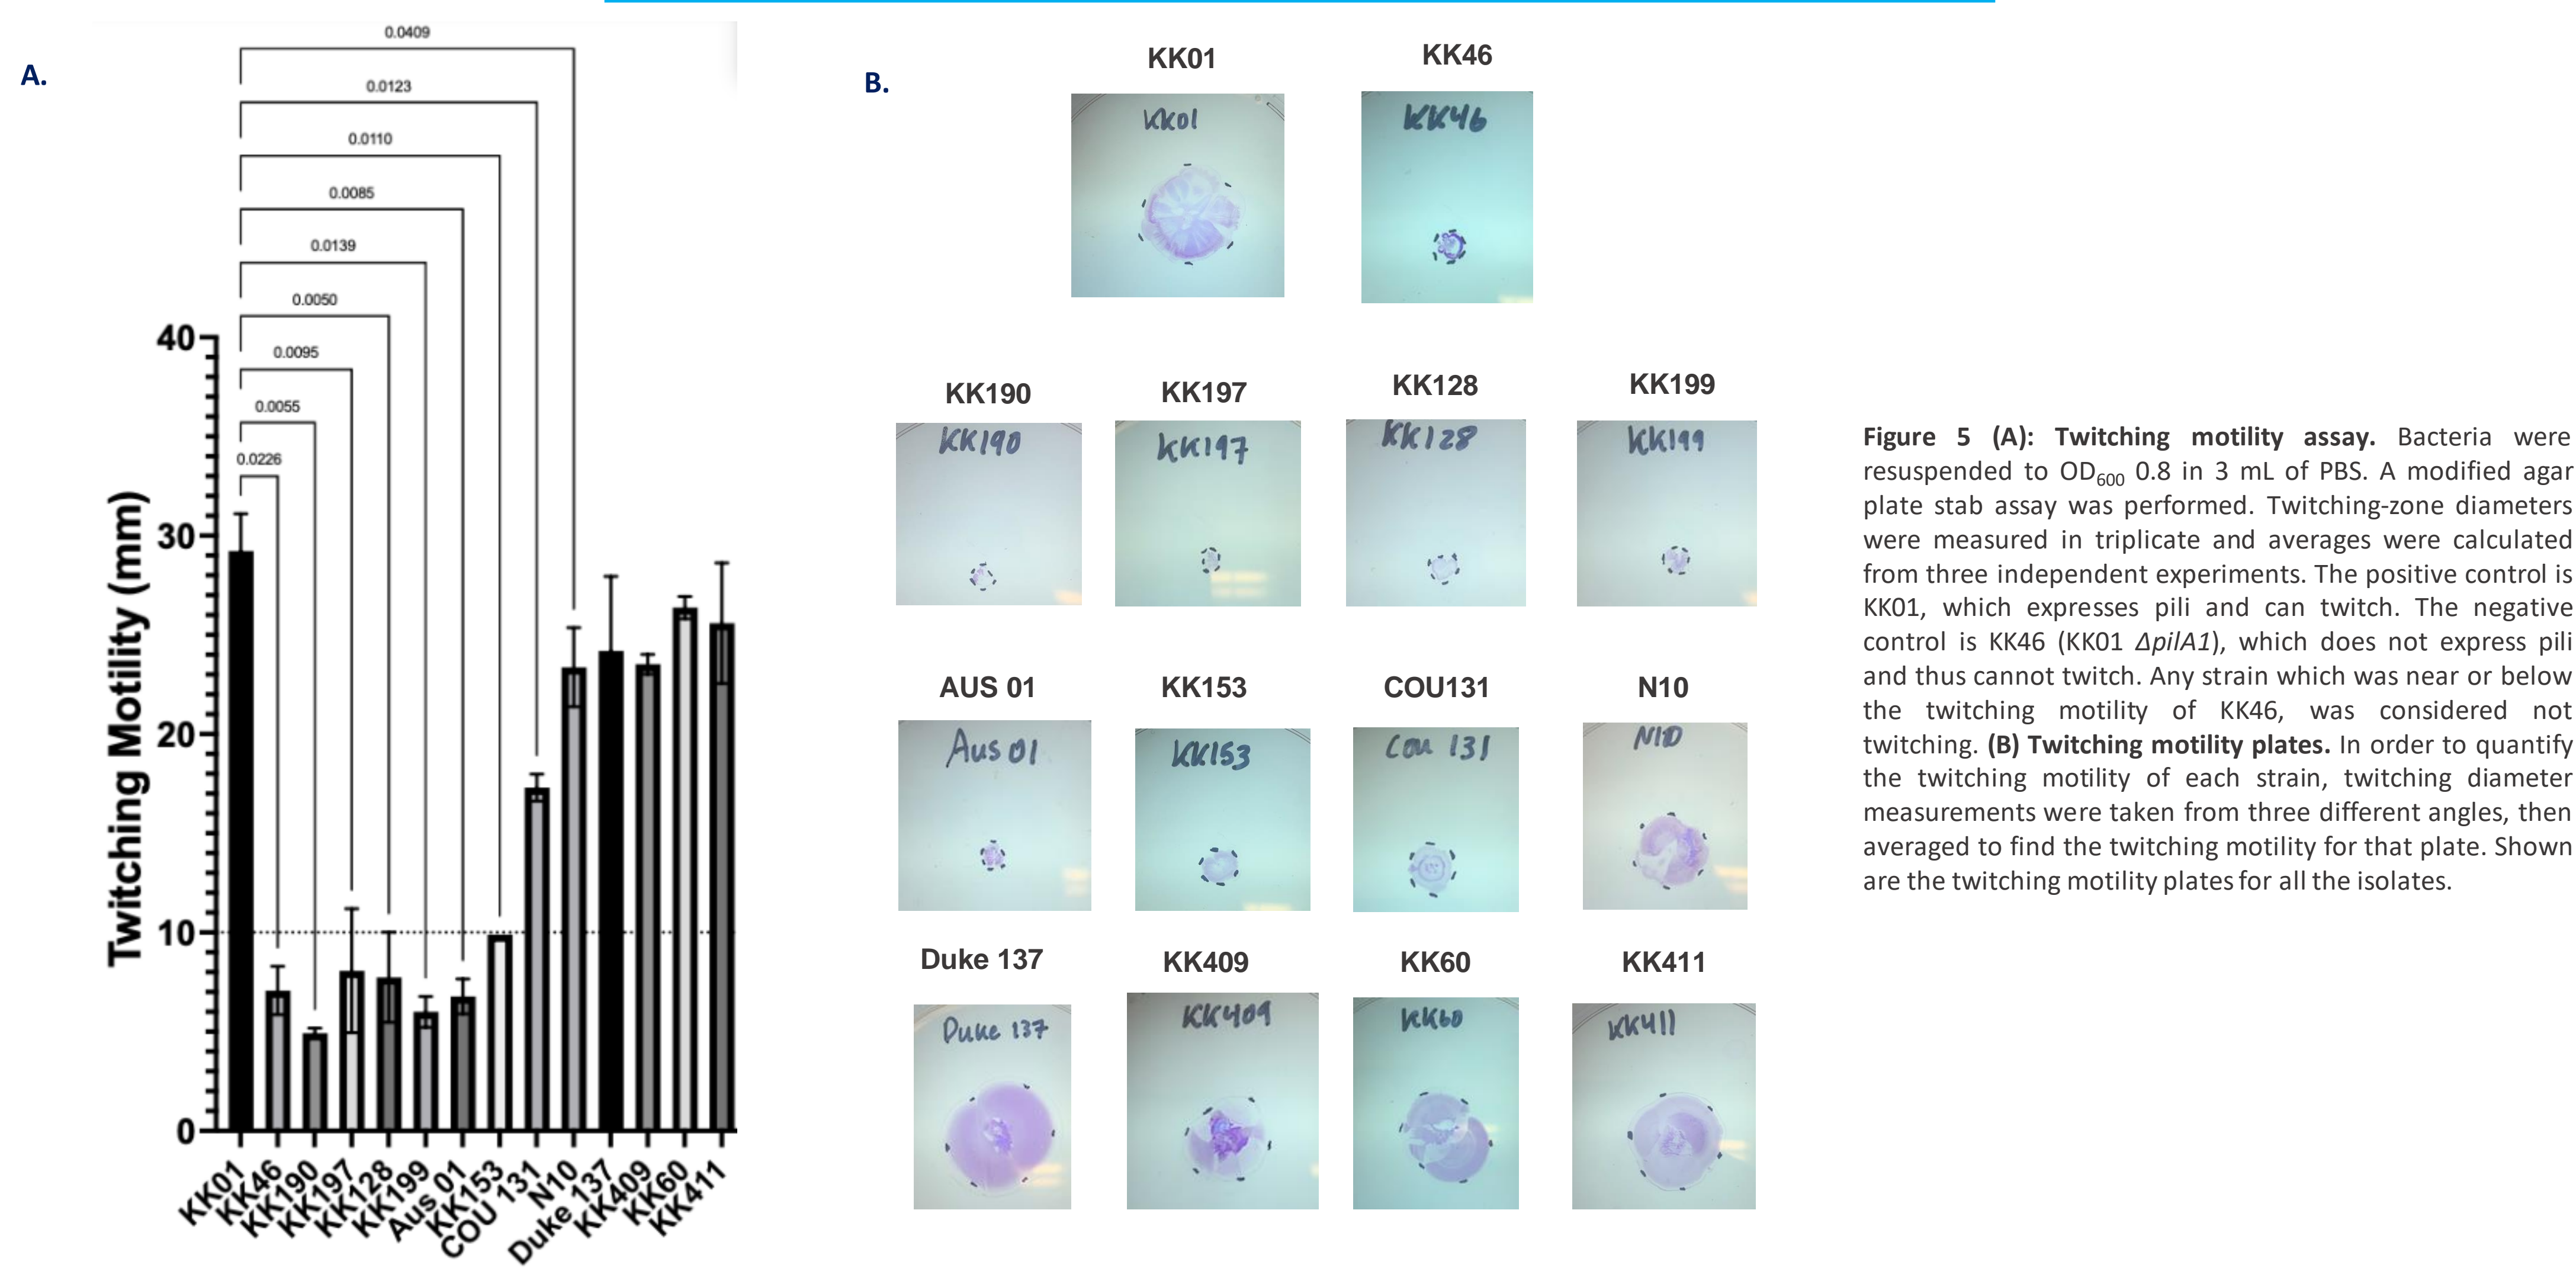 A.
0.0409
0.0123
0.0110
0.0085
0.0139
0.0050
0.0095
0.0055
0.0226
40
30
20
10
0
Twitching Motility (mm)
KK01
KK46
KK190
KK197
KK128
KK199
Aus 01
KK153
COU 131
N10
Duke 137
KK409
KK60
KK411
B.
KK01 KK46
KK01 KK46
KK190 KK197 KK128 KK199
KK190 KK197 KK128 KK199
AUS 01 KK153 COU131 N10
Aus 01 KK153 Cou 131 N10
Duke 137 KK409 KK60 KK411
Duke 137 KK409 KK60 KK411
Figure 5 (A): Twitching motility assay. Bacteria were
resuspended to OD600 0.8 in 3 mL of PBS. A modified agar
plate stab assay was performed. Twitching-zone diameters
were measured in triplicate and averages were calculated
from three independent experiments. The positive control is
KK01, which expresses pili and can twitch. The negative
control is KK46 (KK01 ΔpilA1), which does not express pili
and thus cannot twitch. Any strain which was near or below
the twitching motility of KK46, was considered not
twitching. (B) Twitching motility plates. In order to quantify
the twitching motility of each strain, twitching diameter
measurements were taken from three different angles, then
averaged to find the twitching motility for that plate. Shown
are the twitching motility plates for all the isolates.